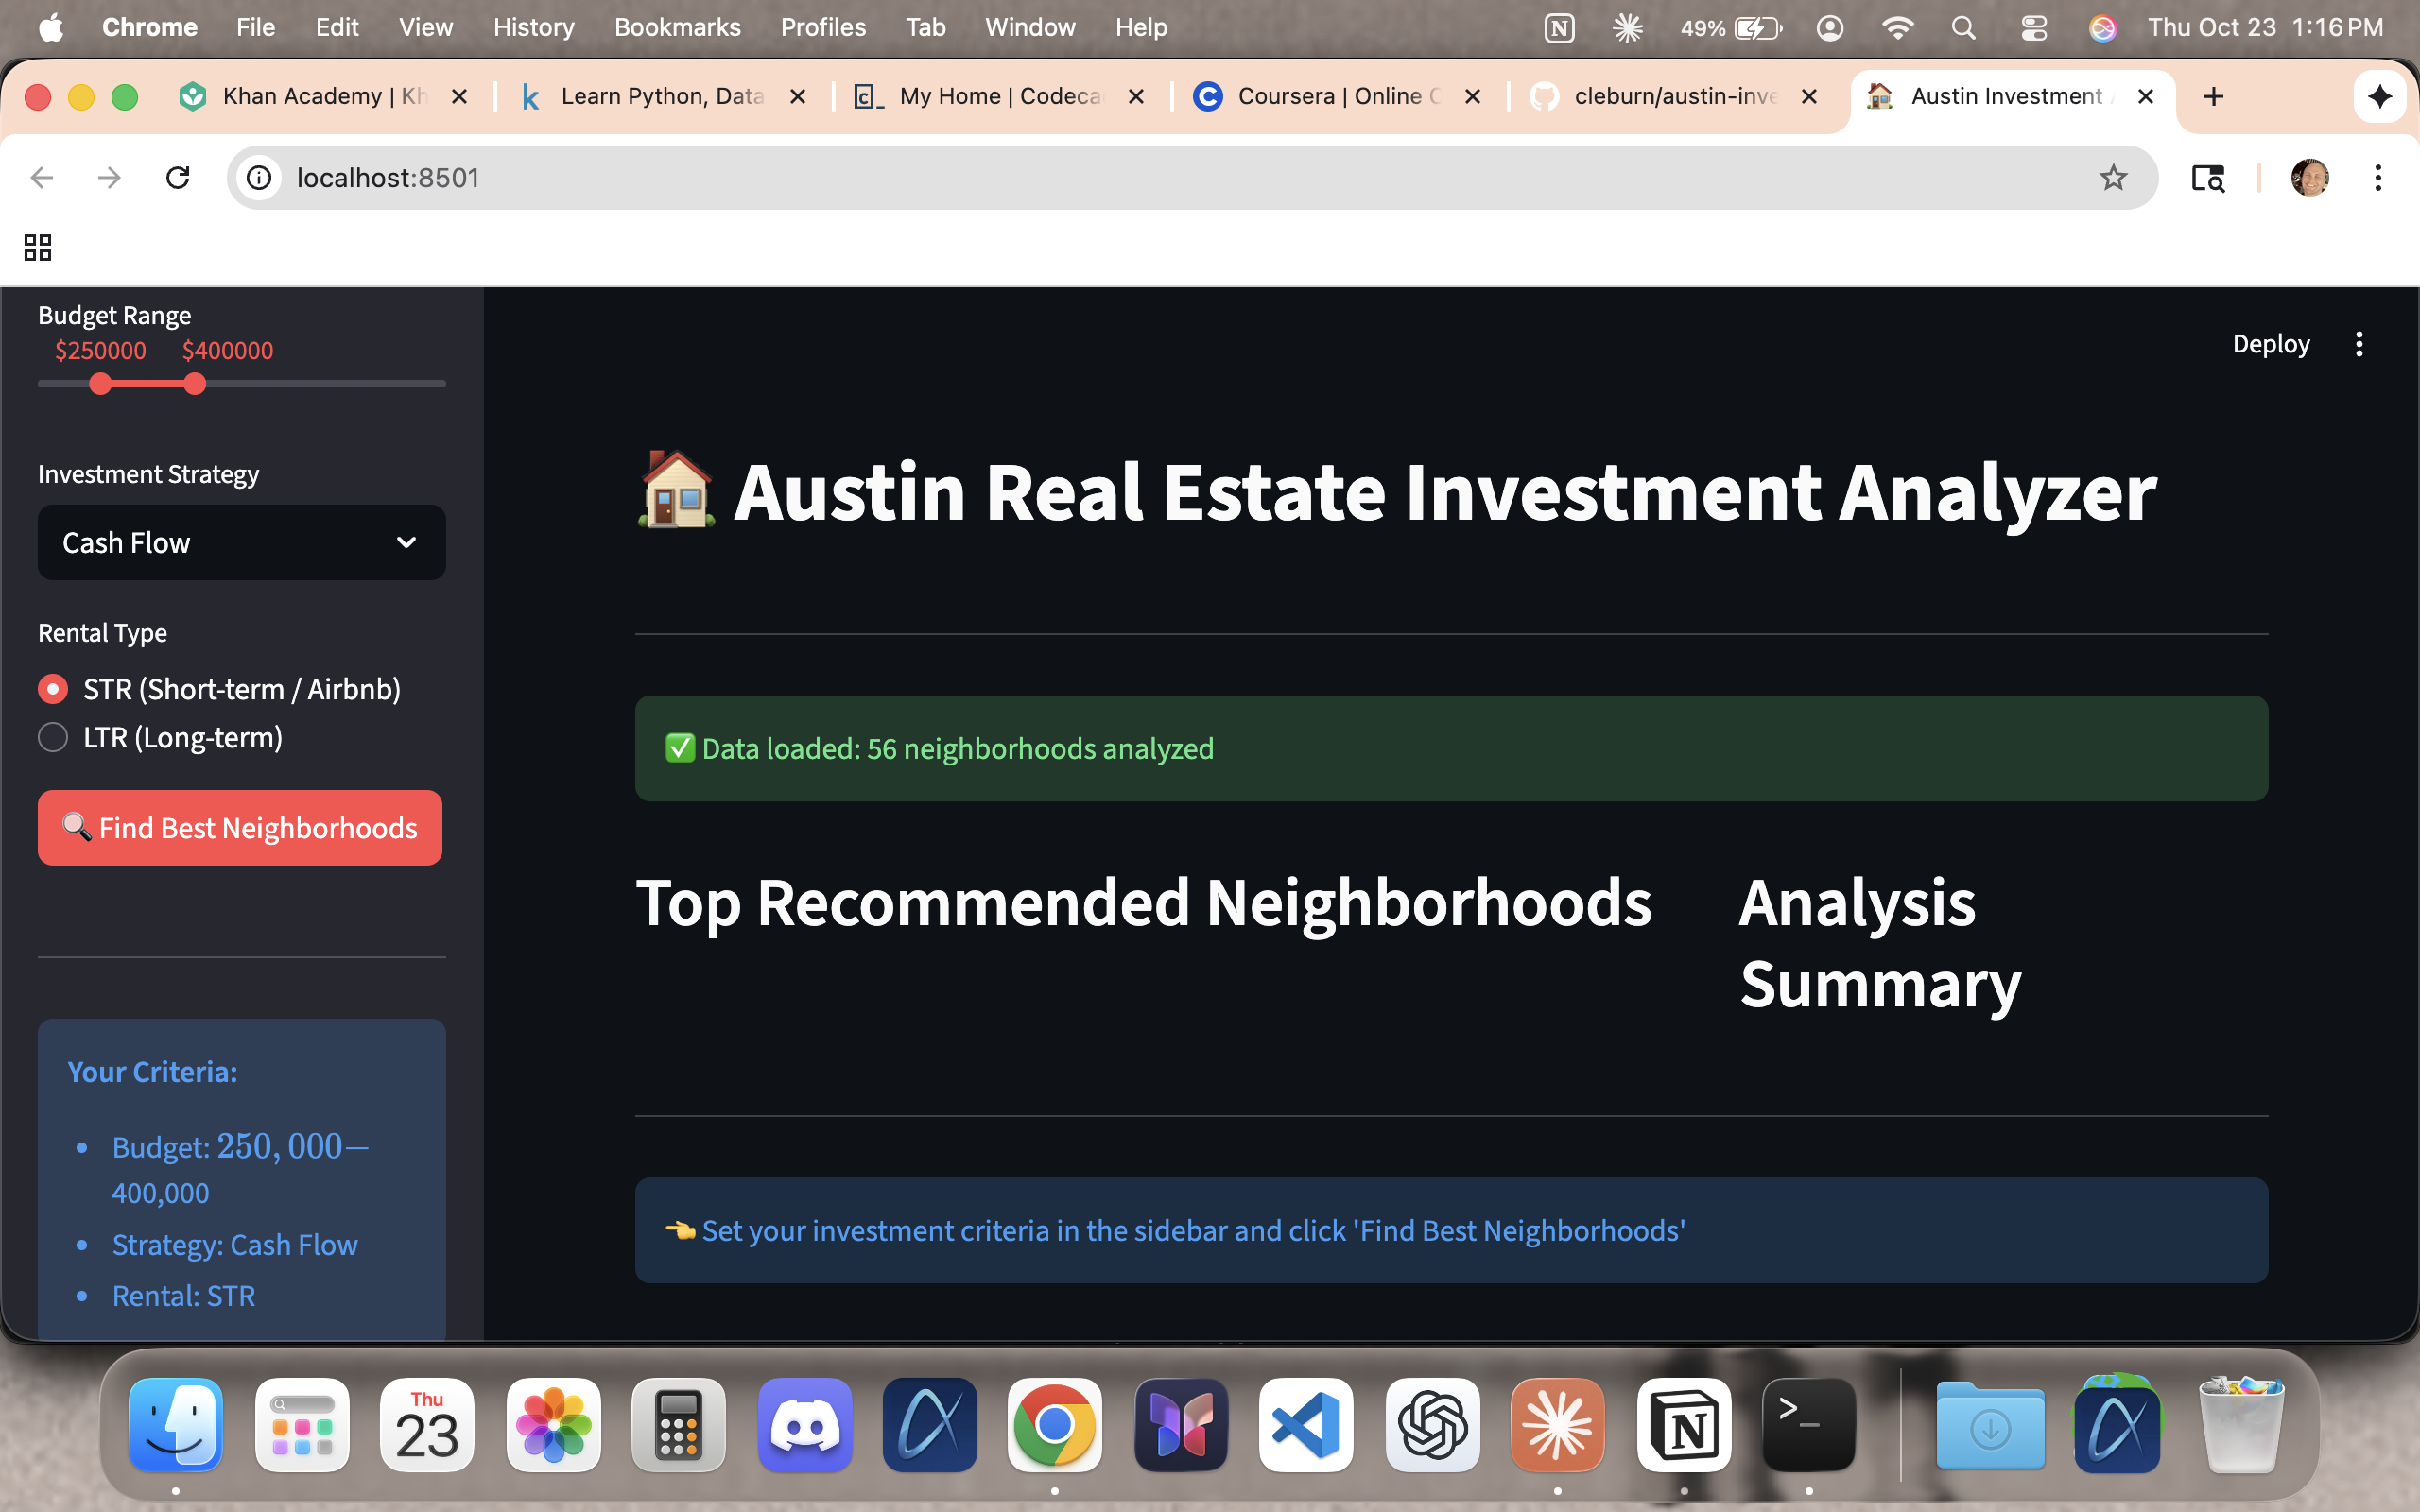 Chrome File Edit View History Bookmarks Profiles Tab Window Help 49% Thu Oct 23 1:16 PM
Khan Academy | Kh Learn Python, Data My Home | Codeca Coursera | Online C cleburn/austin-inve Austin Investment
localhost:8501
Budget Range
$250000 $400000
Investment Strategy
Cash Flow
Rental Type
STR (Short-term / Airbnb)
LTR (Long-term)
🔍 Find Best Neighborhoods
Your Criteria:
• Budget: 250,000—
400,000
• Strategy: Cash Flow
• Rental: STR
Deploy
🏠 Austin Real Estate Investment Analyzer
✅ Data loaded: 56 neighborhoods analyzed
Top Recommended Neighborhoods
Analysis
Summary
👈 Set your investment criteria in the sidebar and click 'Find Best Neighborhoods'
Thu
23